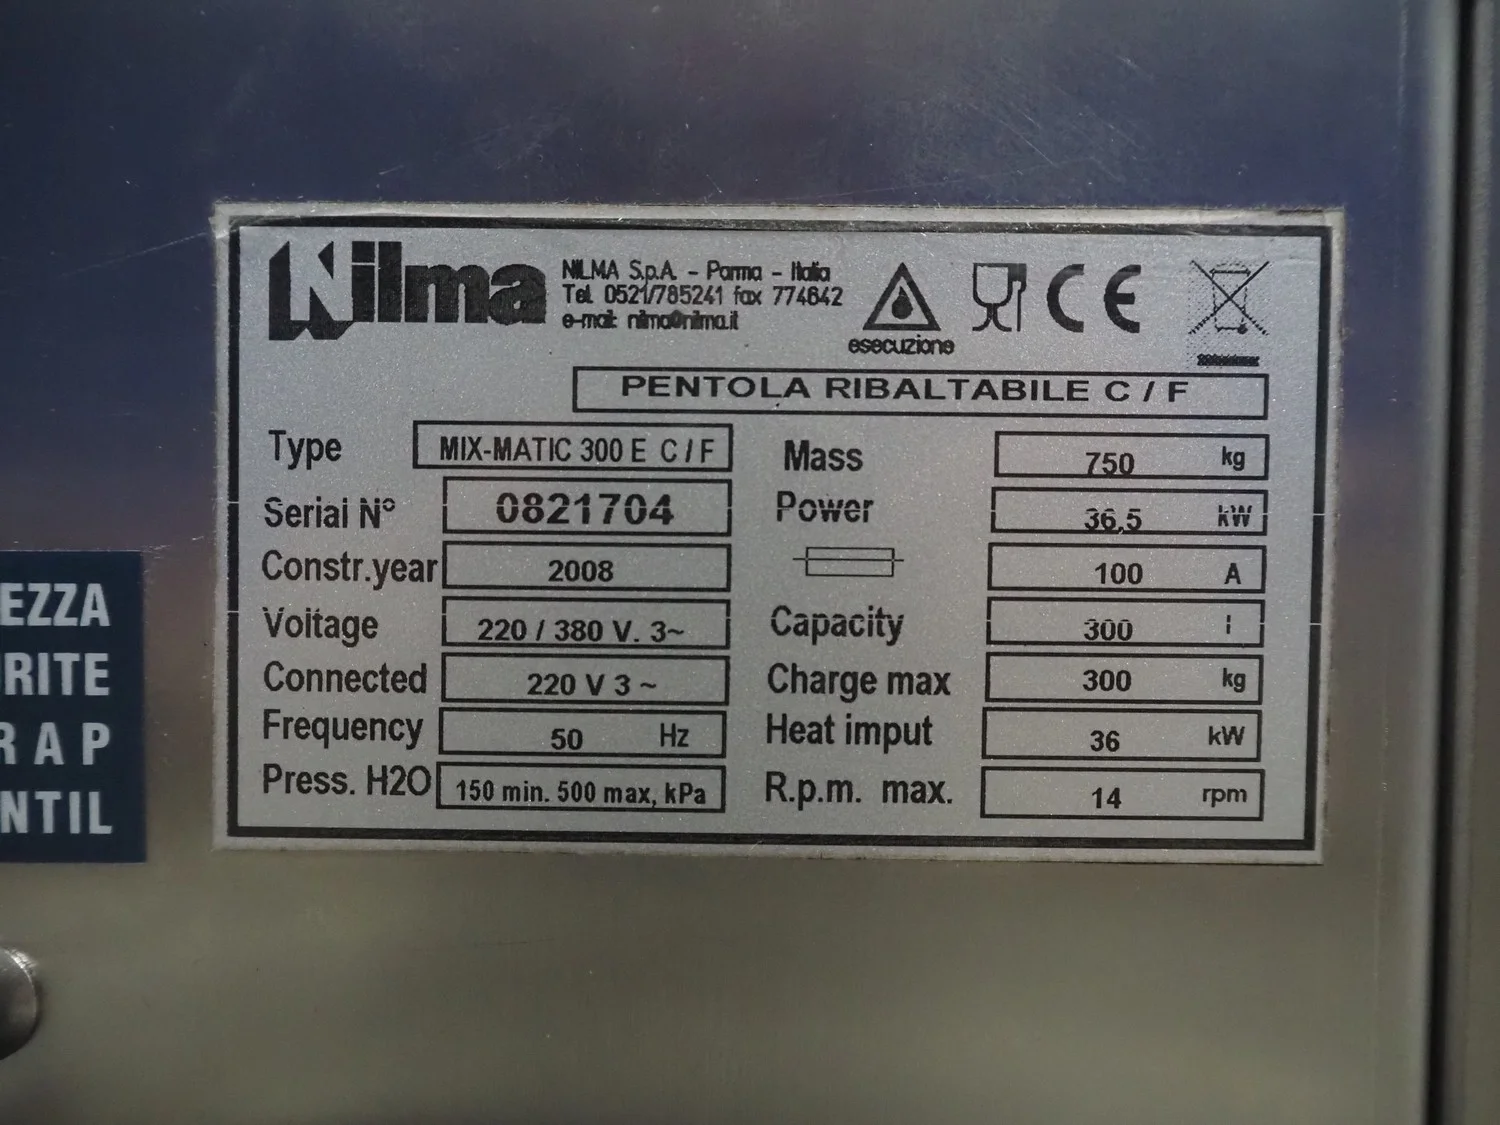 Nilma
NILMA S.p.A. - Parma - Italia
Tel. 0521/785241 fax 774642
e-mail: nilma@nilma.it
esecuzione
CE
PENTOLA RIBALTABILE C / F
Type MIX-MATIC 300 E C / F
Serial N° 0821704
Constr.year 2008
Voltage 220 / 380 V. 3~
Connected 220 V 3 ~
Frequency 50 Hz
Press. H2O 150 min. 500 max, kPa
Mass 750 kg
Power 36,5 kW
100 A
Capacity 300 l
Charge max 300 kg
Heat imput 36 kW
R.p.m. max. 14 rpm
EZZA
RITE
RAP
NTIL